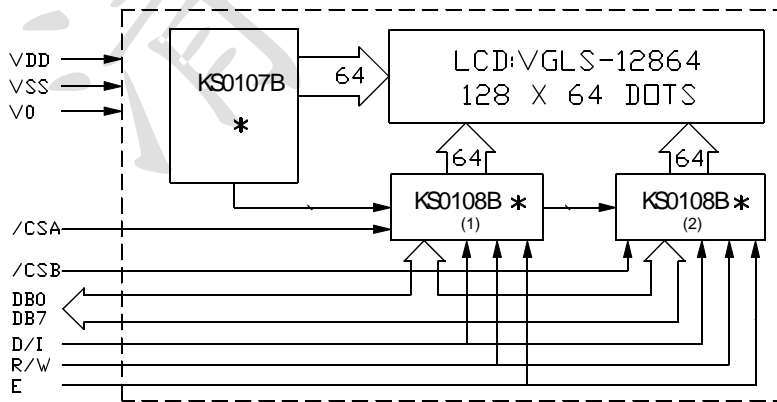 VDD
VSS
V0
KS0107B
*
64
LCD:VGLS-12864
128 X 64 DOTS
64
64
KS0108B *
(1)
KS0108B *
(2)
/CSA
/CSB
DB0
DB7
D/I
R/W
E